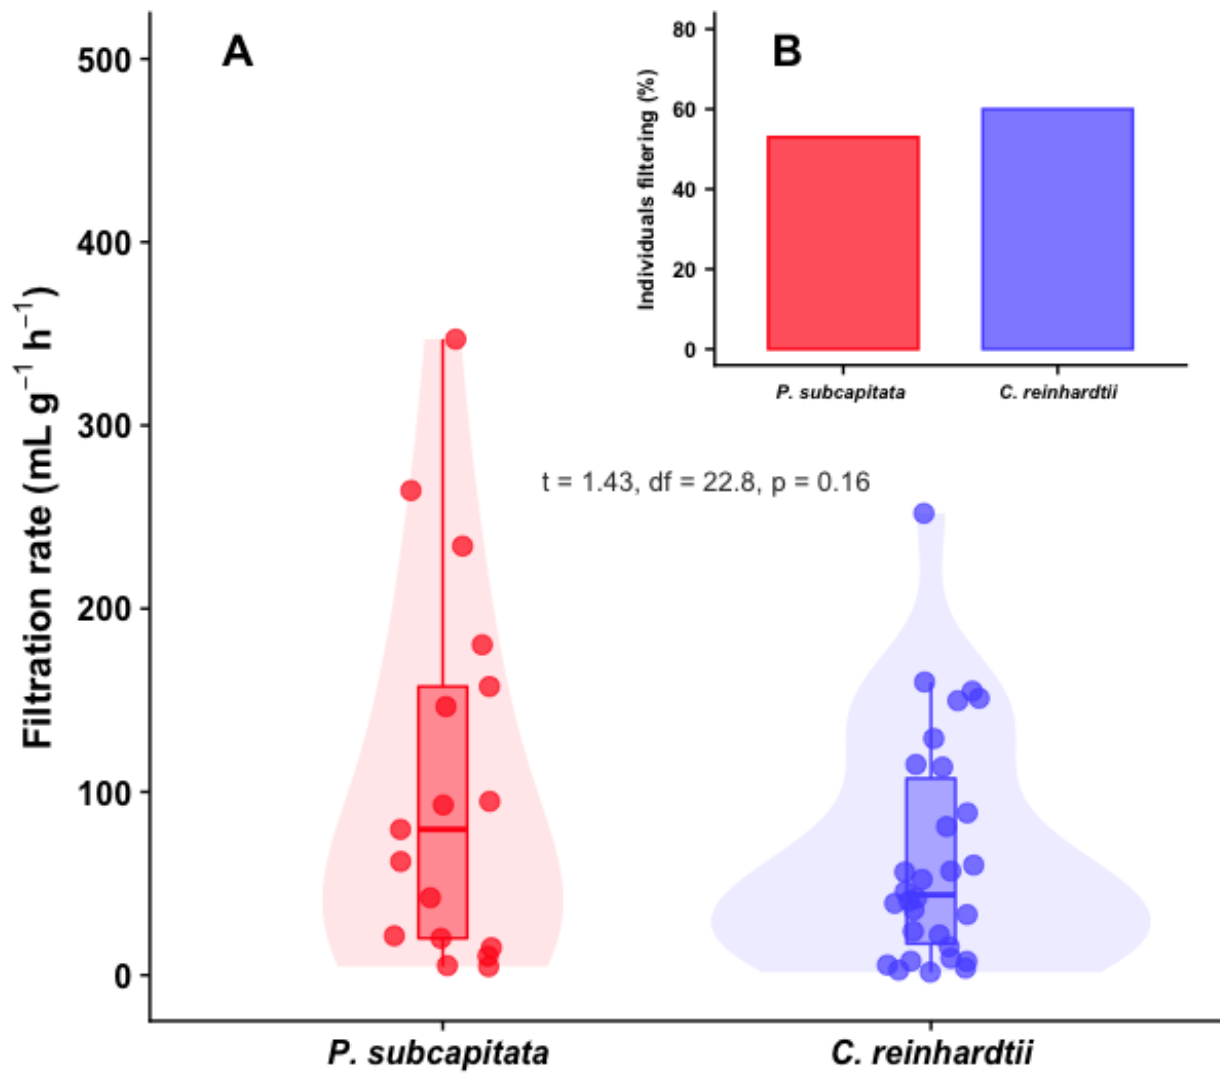 A
500
400
300
200
100
0
Filtration rate (mL g⁻¹ h⁻¹)
P. subcapitata
C. reinhardtii
t = 1.43, df = 22.8, p = 0.16
B
80
60
40
20
0
Individuals filtering (%)
P. subcapitata
C. reinhardtii